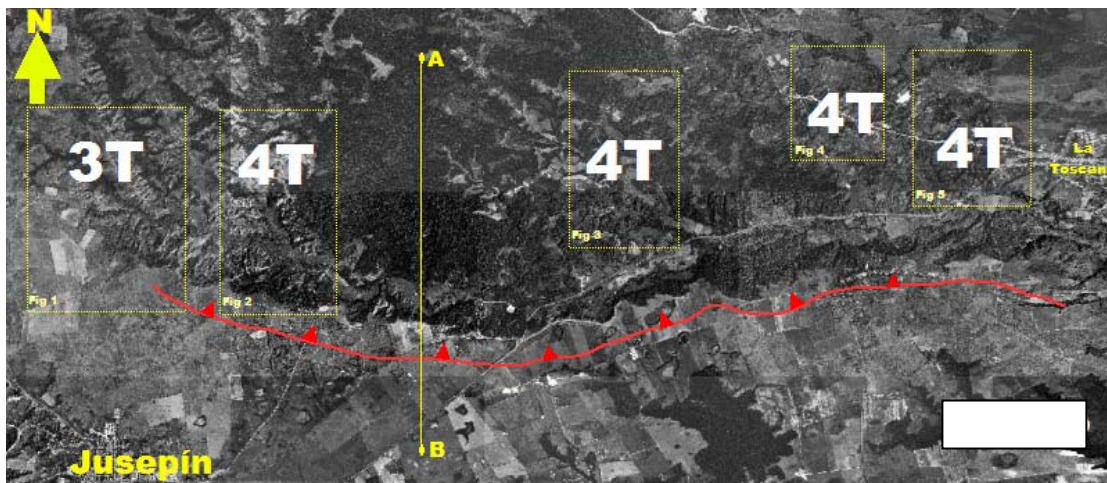 N
A
3T
4T
4T
4T
4T
La
Toscan
Fig 1
Fig 2
Fig 3
Fig 4
Fig 5
B
Jusepín